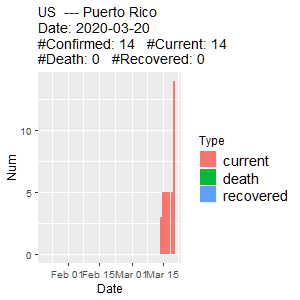 US --- Puerto Rico
Date: 2020-03-20
#Confirmed: 14 #Current: 14
#Death: 0 #Recovered: 0
Num
10
5
0
Feb 01 Feb 15 Mar 01 Mar 15
Date
Type
current
death
recovered